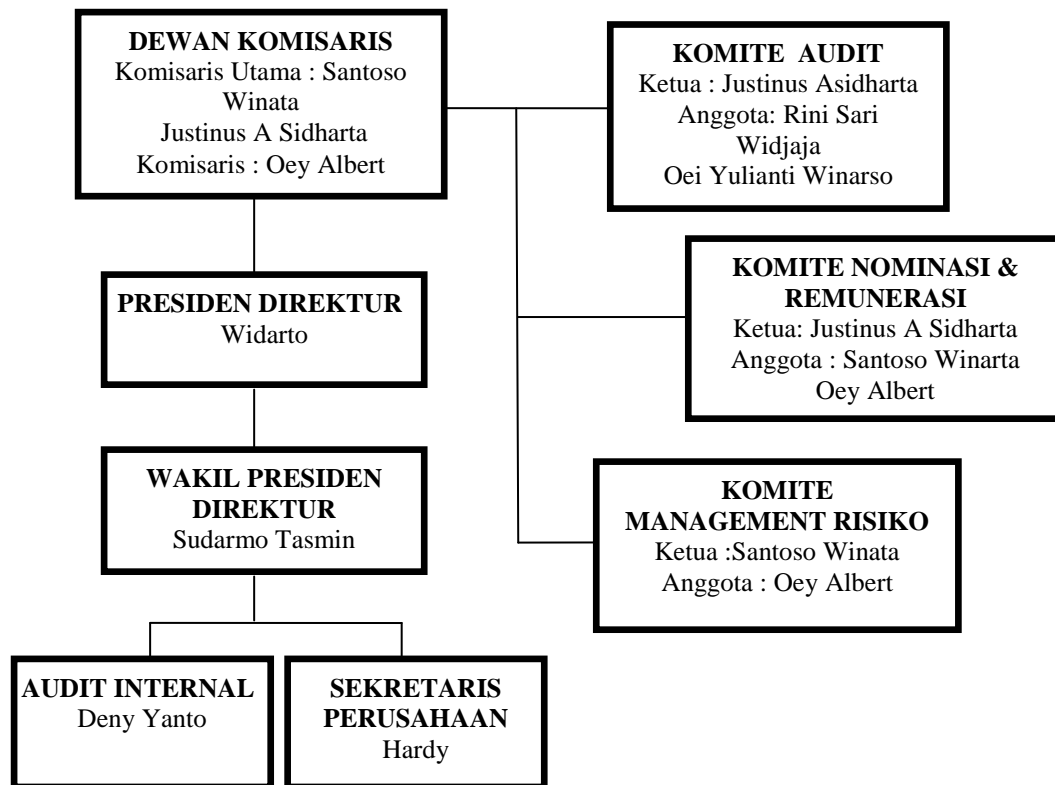 DEWAN KOMISARIS
Komisaris Utama : Santoso
Winata
Justinus A Sidharta
Komisaris : Oey Albert
KOMITE AUDIT
Ketua : Justinus Asidharta
Anggota: Rini Sari
Widjaja
Oei Yulianti Winarso
KOMITE NOMINASI &
REMUNERASI
Ketua: Justinus A Sidharta
Anggota : Santoso Winarta
Oey Albert
PRESIDEN DIREKTUR
Widarto
WAKIL PRESIDEN
DIREKTUR
Sudarmo Tasmin
KOMITE
MANAGEMENT RISIKO
Ketua :Santoso Winata
Anggota : Oey Albert
AUDIT INTERNAL
Deny Yanto
SEKRETARIS
PERUSAHAAN
Hardy